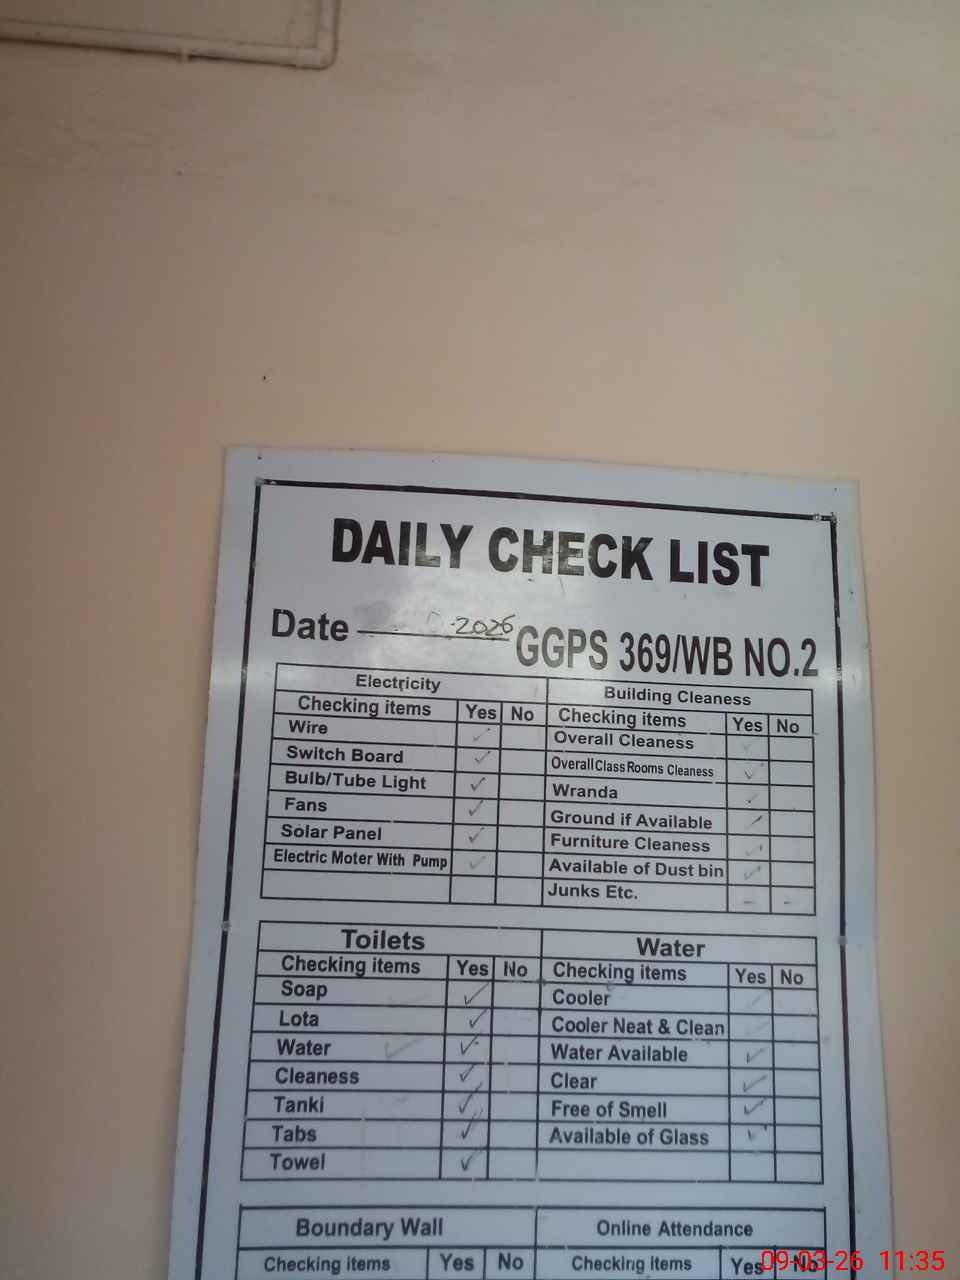 DAILY CHECK LIST
Date 2026 GGPS 369/WB NO.2
Electricity Building Cleaness
Checking items Yes No Checking items Yes No
Wire ✓ Overall Cleaness ✓
Switch Board ✓ Overall Class Rooms Cleaness ✓
Bulb/Tube Light ✓ Wranda ✓
Fans ✓ Ground if Available ✓
Solar Panel ✓ Furniture Cleaness ✓
Electric Moter With Pump ✓ Available of Dust bin ✓
Junks Etc. – –
Toilets Water
Checking items Yes No Checking items Yes No
Soap ✓ Cooler
Lota ✓ Cooler Neat & Clean
Water ✓ Water Available ✓
Cleaness ✓ Clear ✓
Tanki ✓ Free of Smell ✓
Tabs ✓ Available of Glass ✓
Towel ✓
Boundary Wall Online Attendance
Checking items Yes No Checking items Yes No
09-03-26 11:35